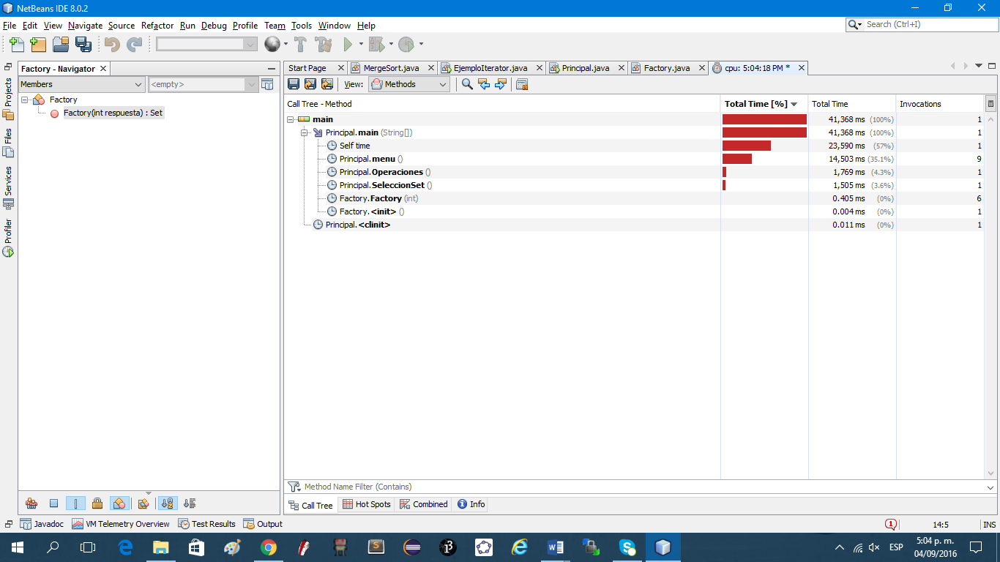 NetBeans IDE 8.0.2
File Edit View Navigate Source Refactor Run Debug Profile Team Tools Window Help
Search (Ctrl+I)
Factory - Navigator
Members
<empty>
Factory
Factory(int respuesta) : Set
Projects
Files
Services
Profiler
Start Page MergeSort.java EjemploIterator.java Principal.java Factory.java cpu: 5:04:18 PM *
View: Methods
Call Tree - Method Total Time [%] Total Time Invocations
main 41,368 ms (100%) 1
Principal.main (String[]) 41,368 ms (100%) 1
Self time 23,590 ms (57%) 1
Principal.menu () 14,503 ms (35.1%) 9
Principal.Operaciones () 1,769 ms (4.3%) 1
Principal.SeleccionSet () 1,505 ms (3.6%) 1
Factory.Factory (int) 0.405 ms (0%) 6
Factory.<init> () 0.004 ms (0%) 1
Principal.<clinit> 0.011 ms (0%) 1
Method Name Filter (Contains)
Call Tree Hot Spots Combined Info
Javadoc VM Telemetry Overview Test Results Output
1
14:5 INS
ESP
5:04 p. m.
04/09/2016